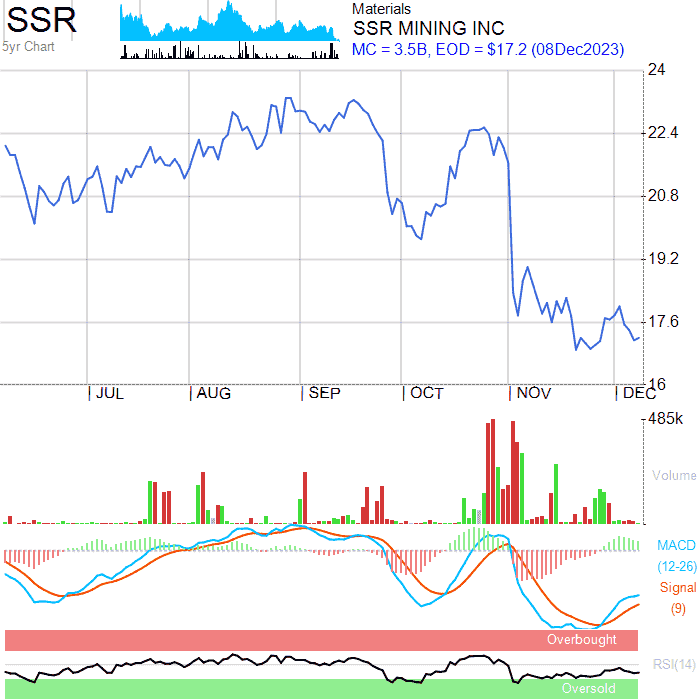 SSR
5yr Chart
Materials
SSR MINING INC
MC = 3.5B, EOD = $17.2 (08Dec2023)
24
22.4
20.8
19.2
17.6
16
JUL AUG SEP OCT NOV DEC
485k
Volume
MACD
(12-26)
Signal
(9)
Overbought
RSI(14)
Oversold